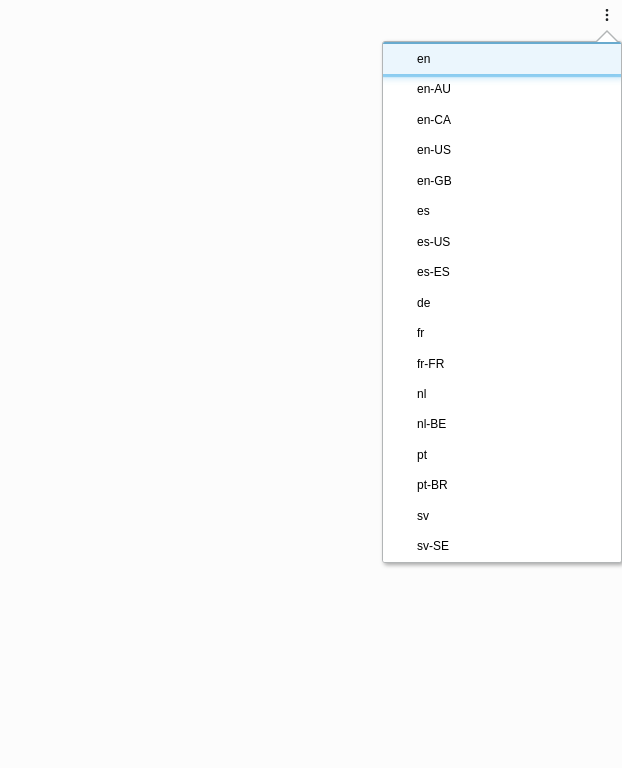 en
en-AU
en-CA
en-US
en-GB
es
es-US
es-ES
de
fr
fr-FR
nl
nl-BE
pt
pt-BR
sv
sv-SE